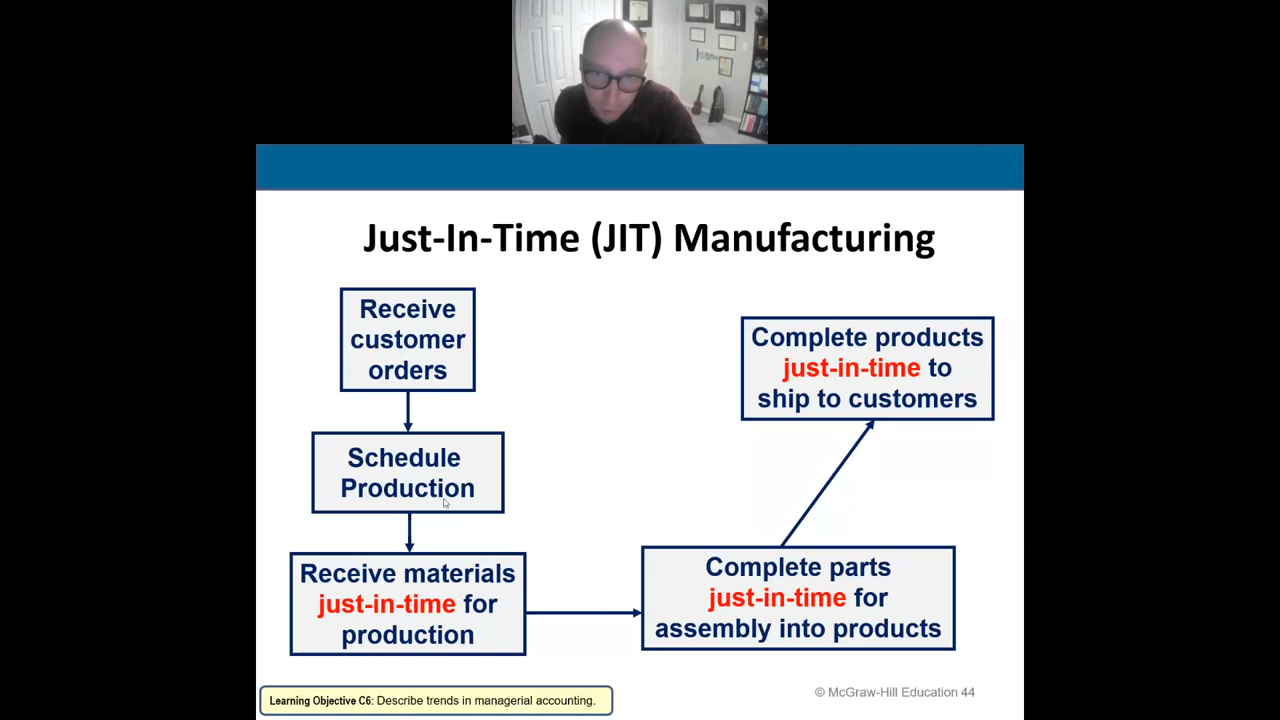 Just-In-Time (JIT) Manufacturing
Receive
customer
orders
Schedule
Production
Receive materials
just-in-time for
production
Complete parts
just-in-time for
assembly into products
Complete products
just-in-time to
ship to customers
Learning Objective C6: Describe trends in managerial accounting.
© McGraw-Hill Education 44